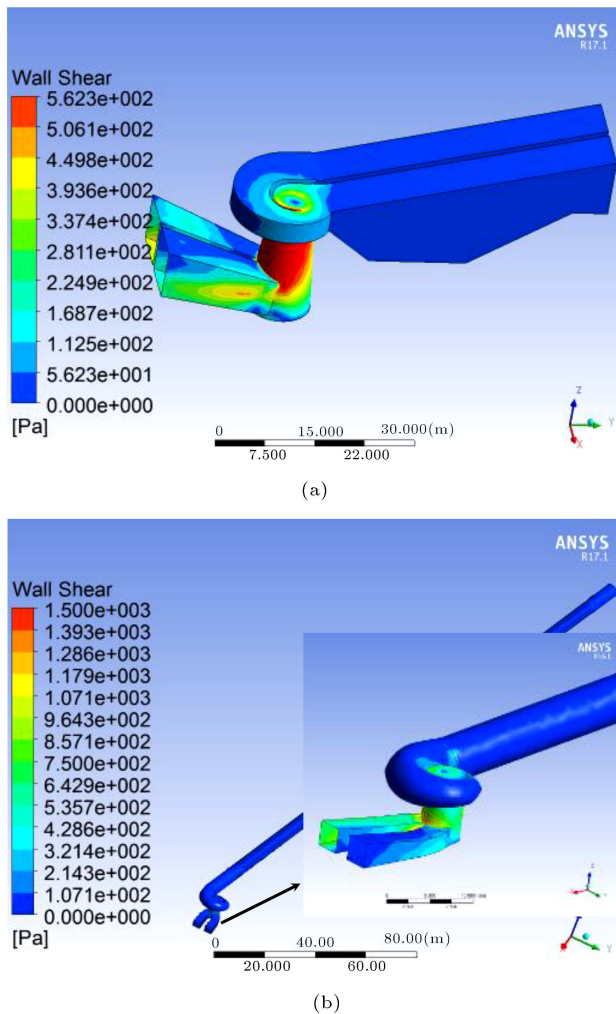 ANSYS
R17.1
Wall Shear
5.623e+002
5.061e+002
4.498e+002
3.936e+002
3.374e+002
2.811e+002
2.249e+002
1.687e+002
1.125e+002
5.623e+001
0.000e+000
[Pa]
Z
Y
X
0 15.000 30.000(m)
7.500 22.000
(a)
ANSYS
R17.1
Wall Shear
1.500e+003
1.393e+003
1.286e+003
1.179e+003
1.071e+003
9.643e+002
8.571e+002
7.500e+002
6.429e+002
5.357e+002
4.286e+002
3.214e+002
2.143e+002
1.071e+002
0.000e+000
[Pa]
ANSYS
0 40.00 80.00(m)
20.000 60.00
Y
X
(b)